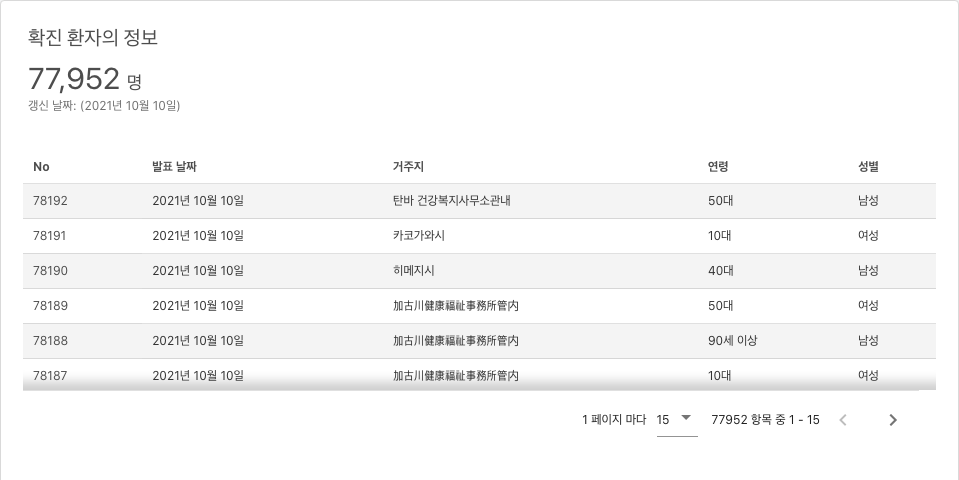 확진 환자의 정보
77,952 명
갱신 날짜: (2021년 10월 10일)
No 발표 날짜 거주지 연령 성별
78192 2021년 10월 10일 탄바 건강복지사무소관내 50대 남성
78191 2021년 10월 10일 카코가와시 10대 여성
78190 2021년 10월 10일 히메지시 40대 남성
78189 2021년 10월 10일 加古川健康福祉事務所管内 50대 여성
78188 2021년 10월 10일 加古川健康福祉事務所管内 90세 이상 남성
78187 2021년 10월 10일 加古川健康福祉事務所管内 10대 여성
1 페이지 마다 15 77952 항목 중 1 - 15